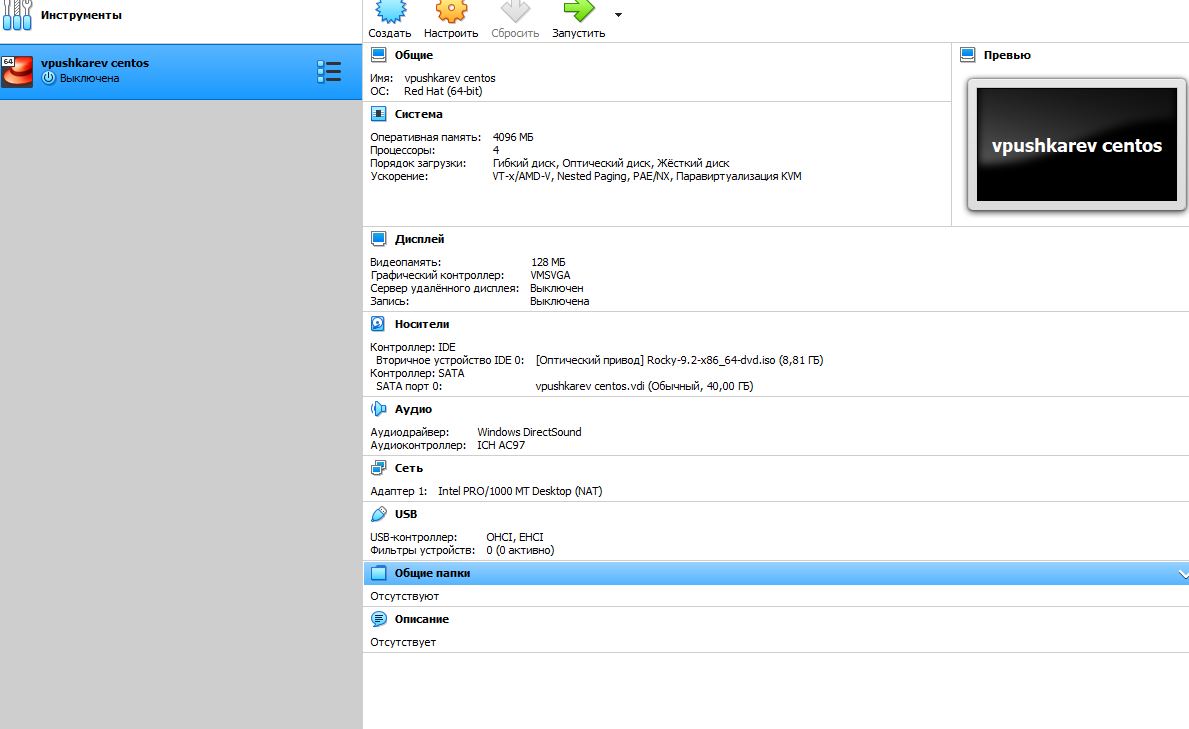 Инструменты
Создать Настроить Сбросить Запустить
64
vpushkarev centos
Выключена
Общие
Имя: vpushkarev centos
ОС: Red Hat (64-bit)
Превью
vpushkarev centos
Система
Оперативная память: 4096 МБ
Процессоры: 4
Порядок загрузки: Гибкий диск, Оптический диск, Жёсткий диск
Ускорение: VT-x/AMD-V, Nested Paging, PAE/NX, Паравиртуализация KVM
Дисплей
Видеопамять: 128 МБ
Графический контроллер: VMSVGA
Сервер удалённого дисплея: Выключен
Запись: Выключена
Носители
Контроллер: IDE
Вторичное устройство IDE 0: [Оптический привод] Rocky-9.2-x86_64-dvd.iso (8,81 ГБ)
Контроллер: SATA
SATA порт 0: vpushkarev centos.vdi (Обычный, 40,00 ГБ)
Аудио
Аудиодрайвер: Windows DirectSound
Аудиоконтроллер: ICH AC97
Сеть
Адаптер 1: Intel PRO/1000 MT Desktop (NAT)
USB
USB-контроллер: OHCI, EHCI
Фильтры устройств: 0 (0 активно)
Общие папки
Отсутствуют
Описание
Отсутствует